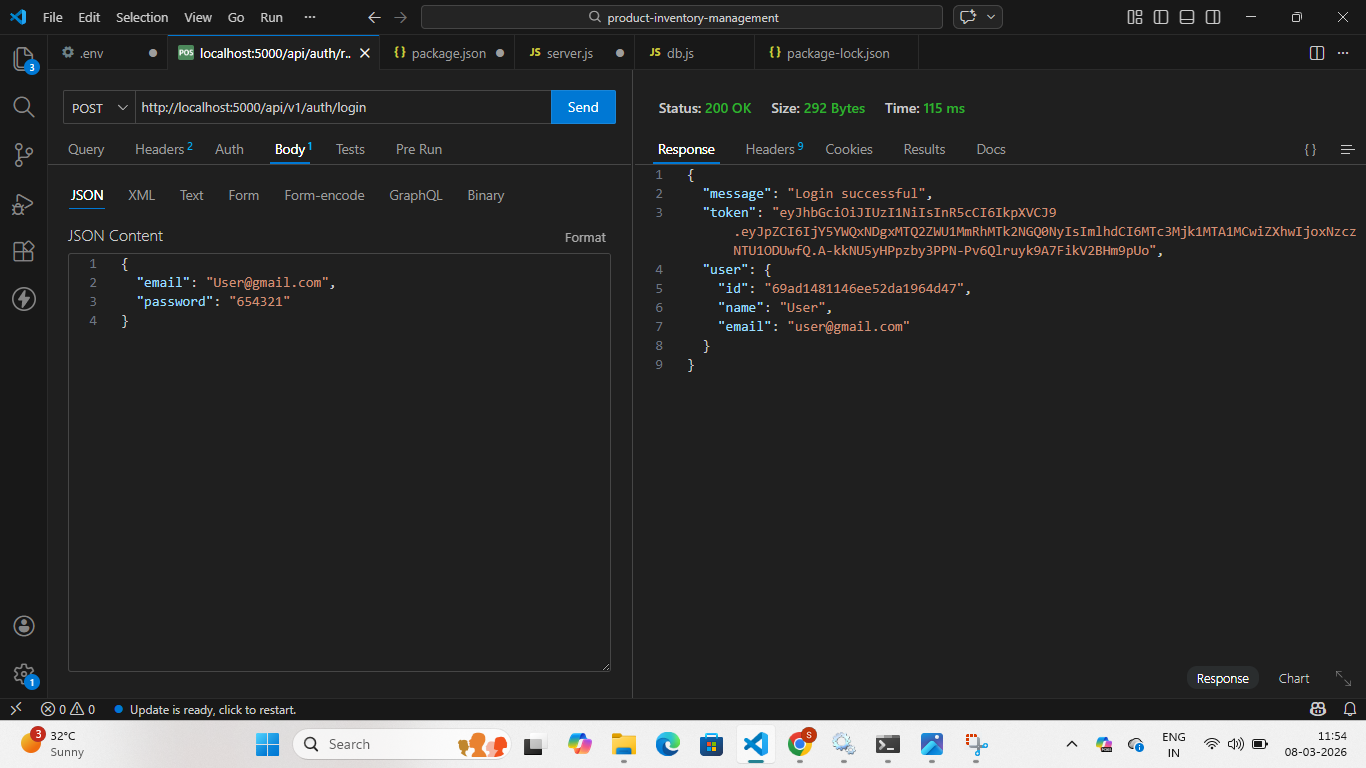 File Edit Selection View Go Run ··· product-inventory-management
3
.env
POS localhost:5000/api/auth/r.. {} package.json JS server.js JS db.js {} package-lock.json ···
POST http://localhost:5000/api/v1/auth/login Send
Query Headers 2 Auth Body 1 Tests Pre Run
JSON XML Text Form Form-encode GraphQL Binary
JSON Content Format
1 {
2 "email": "User@gmail.com",
3 "password": "654321"
4 }
Status: 200 OK Size: 292 Bytes Time: 115 ms
Response Headers 9 Cookies Results Docs {}
1 {
2 "message": "Login successful",
3 "token": "eyJhbGciOiJIUzI1NiIsInR5cCI6IkpXVCJ9
.eyJpZCI6IjY5YWQxNDgxMTQ2ZWU1MmRhMTk2NGQ0NyIsImlhdCI6MTc3Mjk1MTA1MCwiZXhwIjoxNzcz
NTU1ODUwfQ.A-kkNU5yHPpzby3PPN-Pv6Qlruyk9A7FikV2BHm9pUo",
4 "user": {
5 "id": "69ad1481146ee52da1964d47",
6 "name": "User",
7 "email": "user@gmail.com"
8 }
9 }
Response Chart
1
0 0 Update is ready, click to restart.
3 32°C
Sunny
Search
S
ENG
IN
11:54
08-03-2026